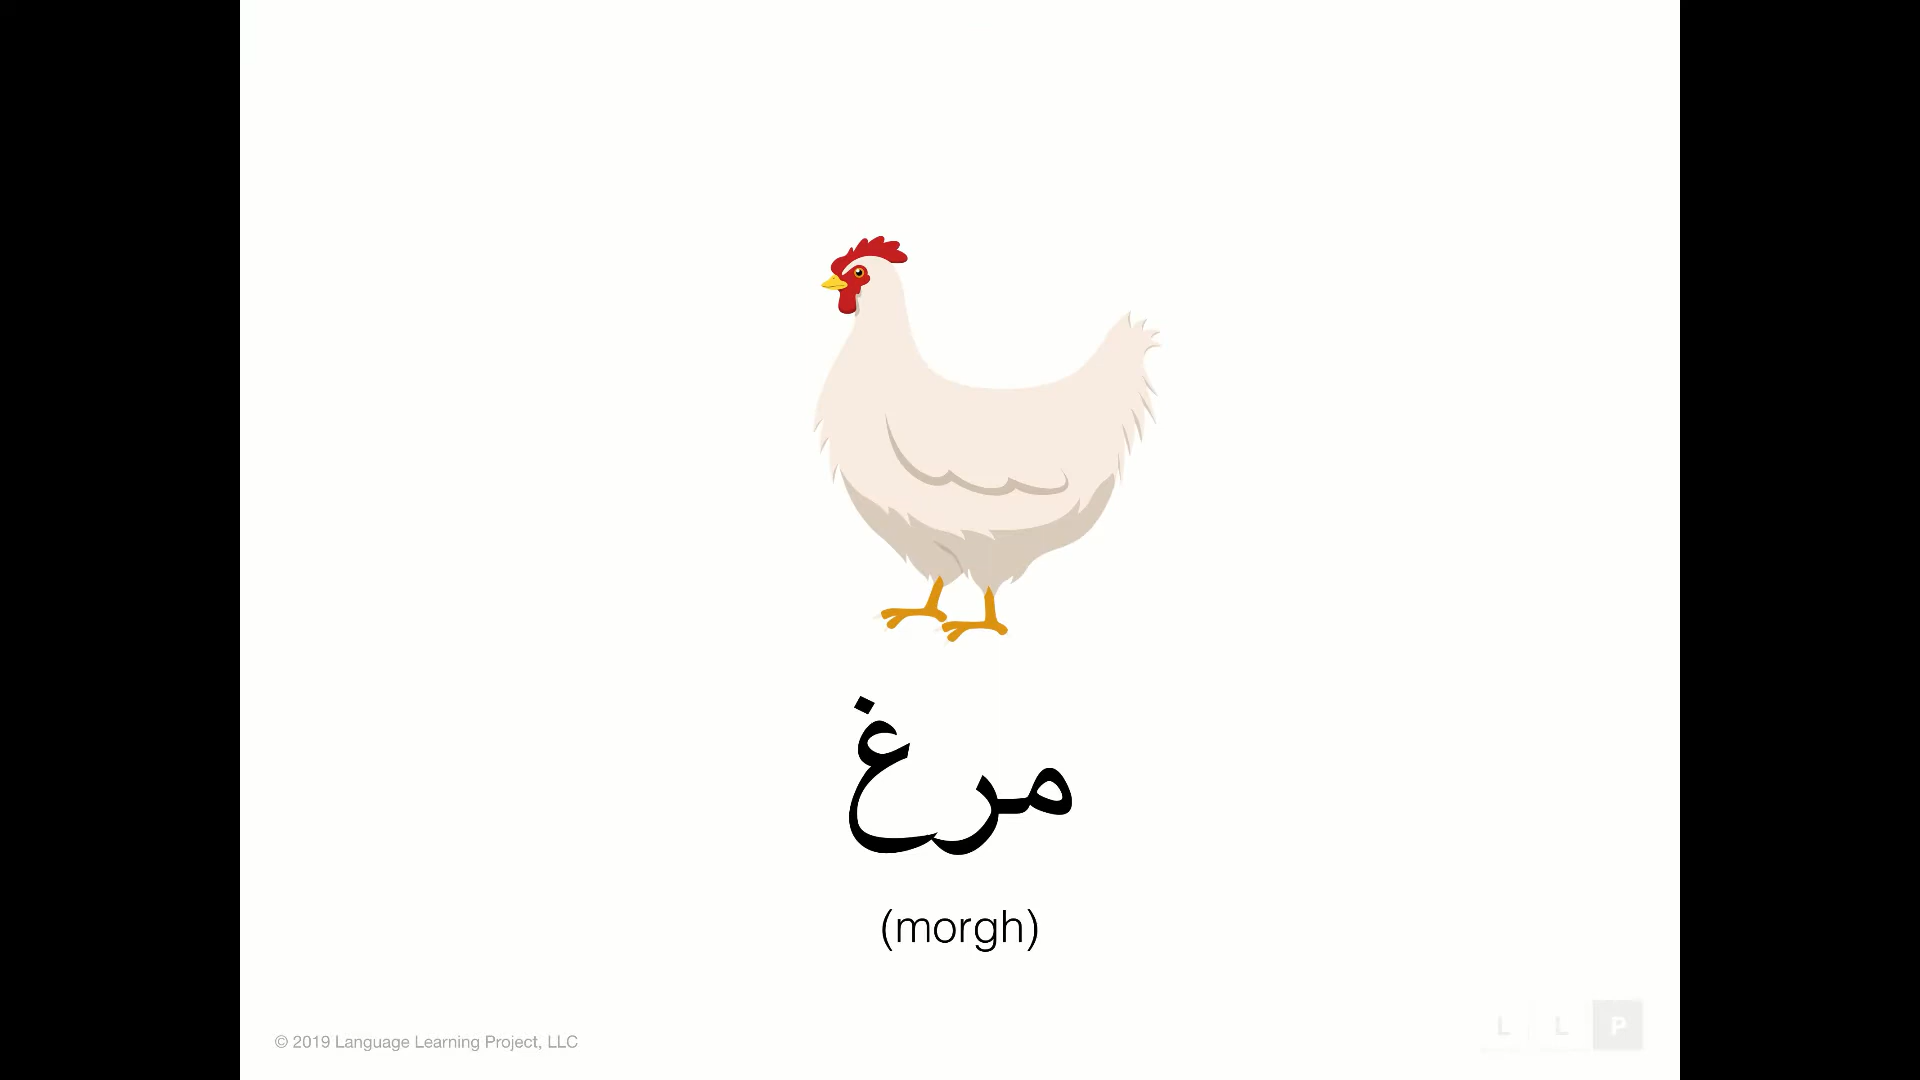 مرغ
(morgh)
© 2019 Language Learning Project, LLC
L L P